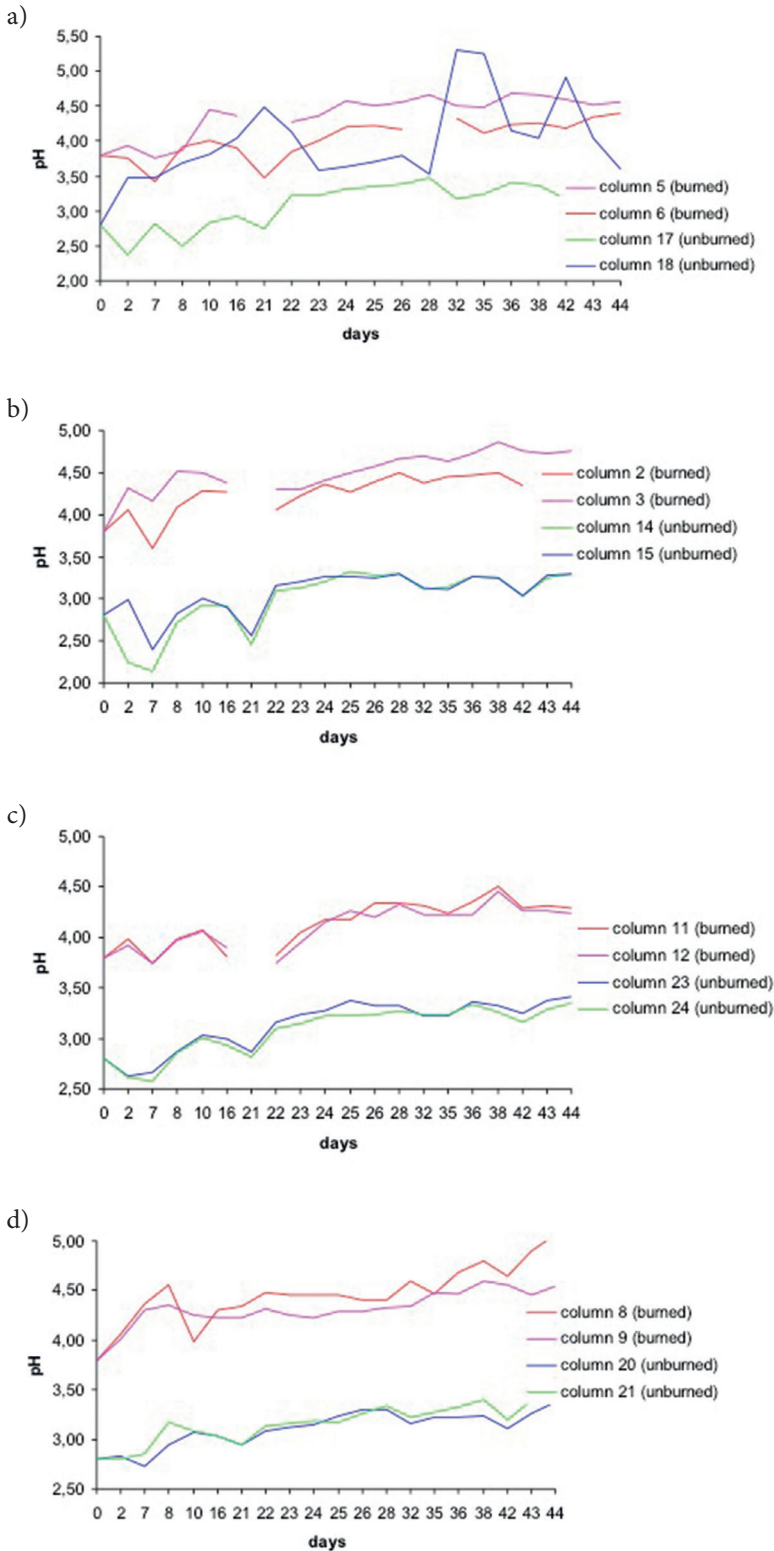 a)
5,50
5,00
4,50
4,00
3,50
3,00
2,50
2,00
pH
column 5 (burned)
column 6 (burned)
column 17 (unburned)
column 18 (unburned)
0 2 7 8 10 16 21 22 23 24 25 26 28 32 35 36 38 42 43 44
days
b)
5,00
4,50
4,00
3,50
3,00
2,50
2,00
pH
column 2 (burned)
column 3 (burned)
column 14 (unburned)
column 15 (unburned)
0 2 7 8 10 16 21 22 23 24 25 26 28 32 35 36 38 42 43 44
days
c)
5,00
4,50
4,00
3,50
3,00
2,50
pH
column 11 (burned)
column 12 (burned)
column 23 (unburned)
column 24 (unburned)
0 2 7 8 10 16 21 22 23 24 25 26 28 32 35 36 38 42 43 44
days
d)
5,00
4,50
4,00
3,50
3,00
2,50
pH
column 8 (burned)
column 9 (burned)
column 20 (unburned)
column 21 (unburned)
0 2 7 8 10 16 21 22 23 24 25 26 28 32 35 36 38 42 43 44
days